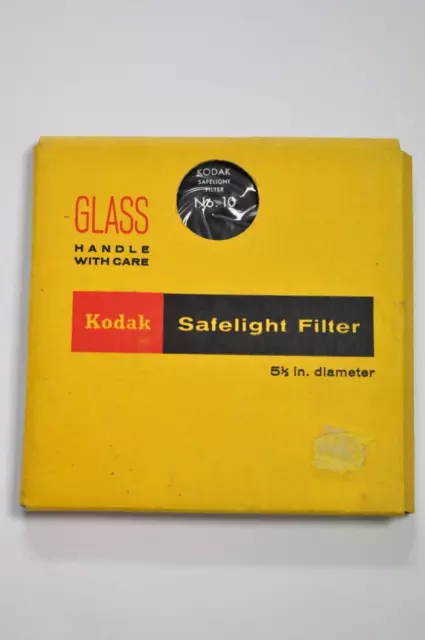 KODAK
SAFELIGHT
FILTER
No. 10
GLASS
HANDLE
WITH CARE
Kodak Safelight Filter
5½ in. diameter